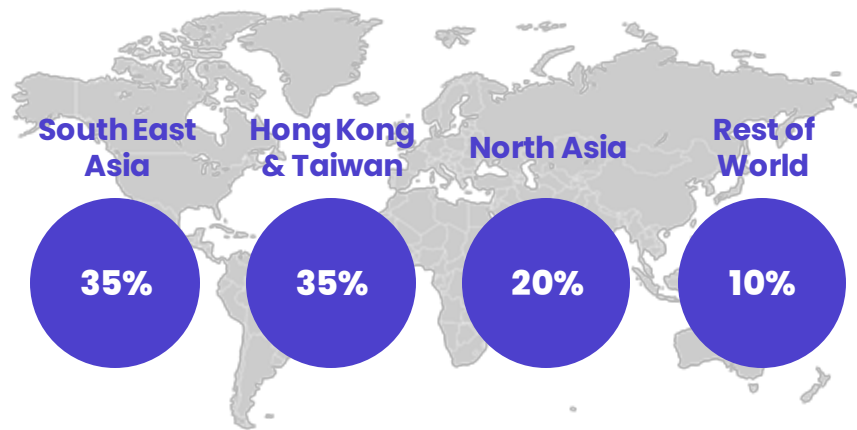 South East
Asia
Hong Kong
& Taiwan
North Asia
Rest of
World
35%
35%
20%
10%